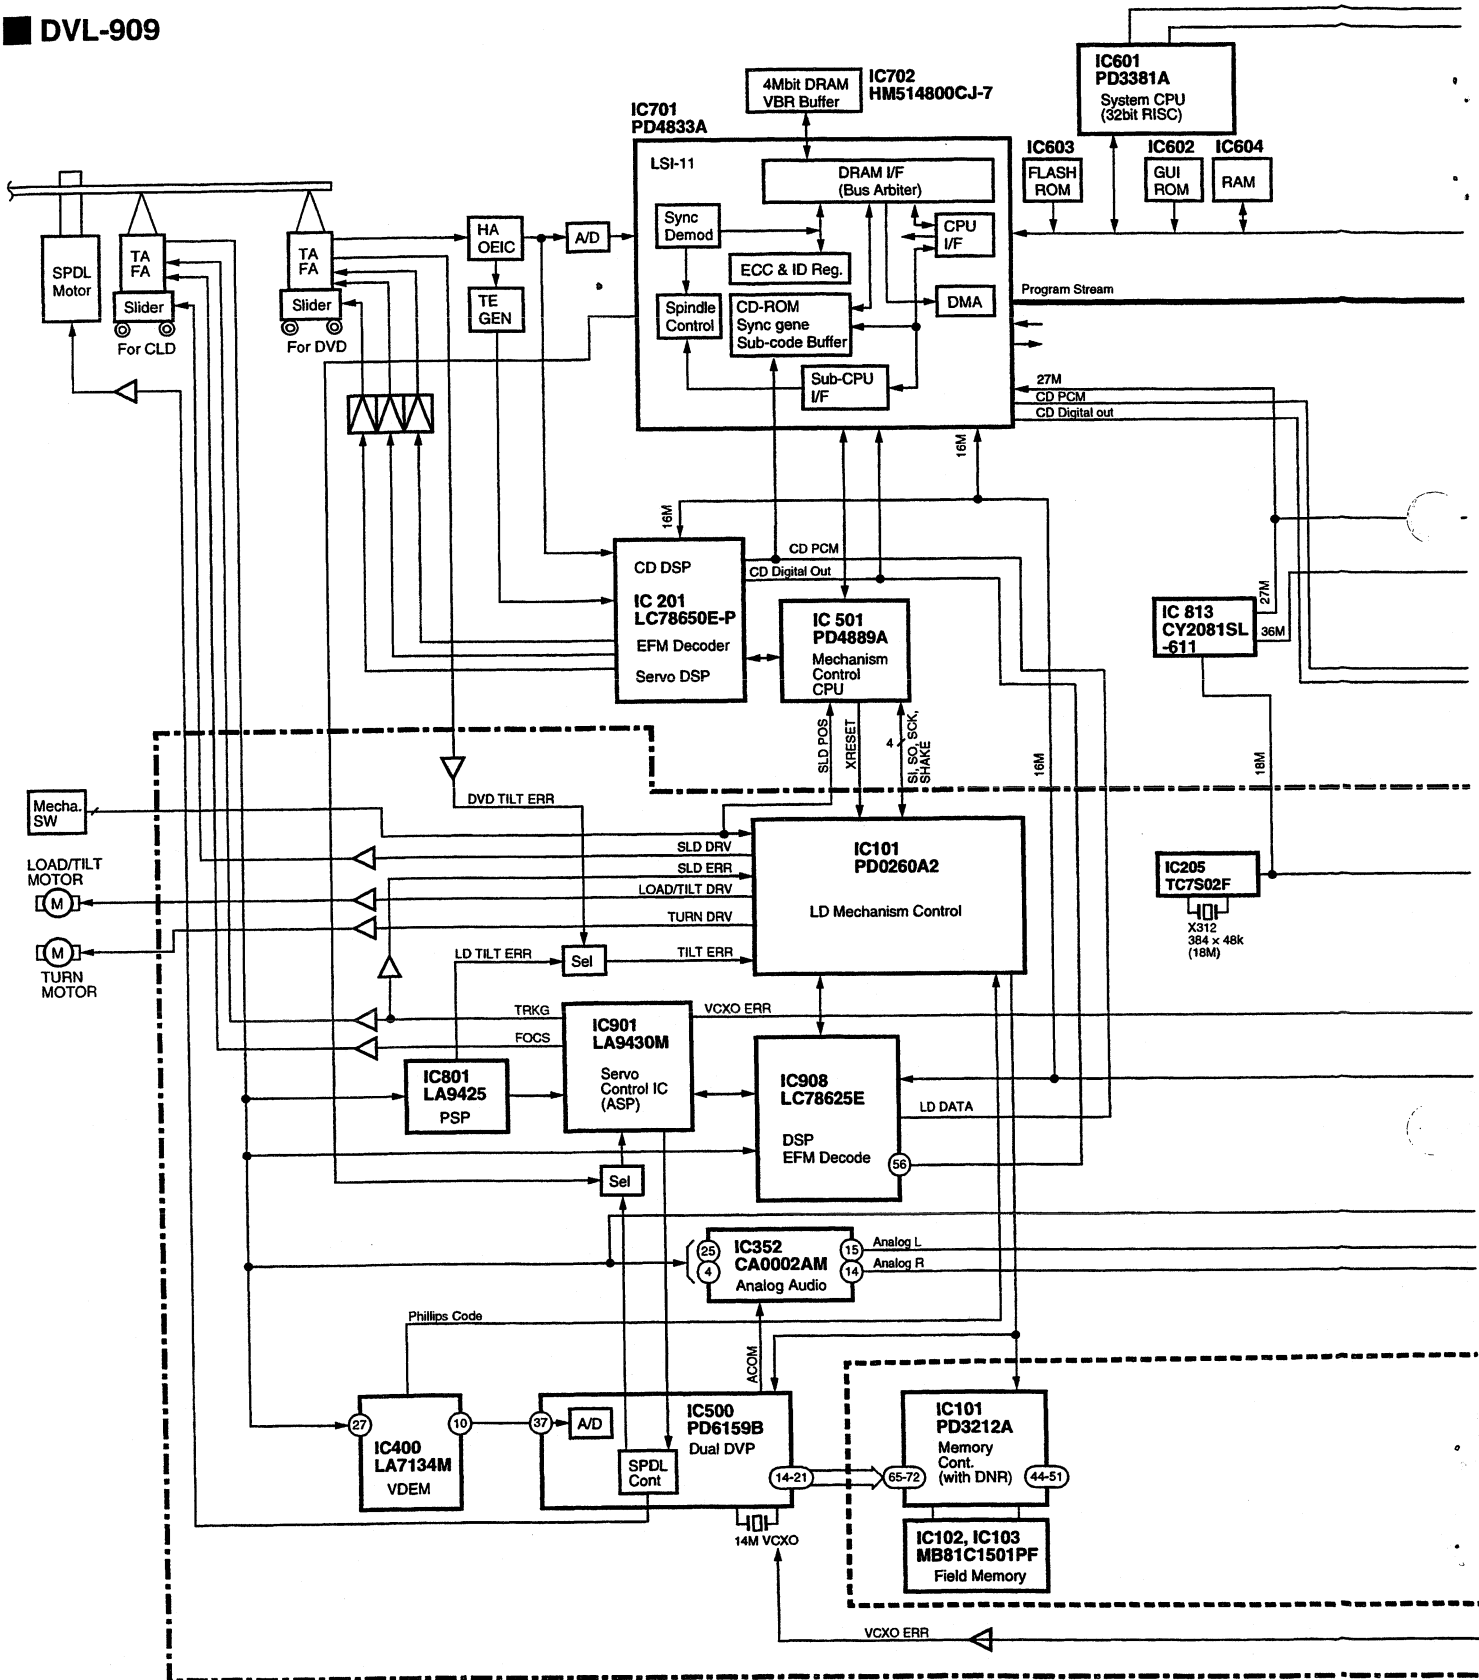 DVL-909
IC601
PD3381A
System CPU
(32bit RISC)
4Mbit DRAM
VBR Buffer
IC702
HM514800CJ-7
IC701
PD4833A
LSI-11
DRAM I/F
(Bus Arbiter)
IC603
FLASH
ROM
IC602
GUI
ROM
IC604
RAM
Sync
Demod
CPU
I/F
ECC & ID Reg.
Spindle
Control
CD-ROM
Sync gene
Sub-code Buffer
DMA
Sub-CPU
I/F
Program Stream
27M
CD PCM
CD Digital out
16M
SPDL
Motor
TA
FA
Slider
For CLD
TA
FA
Slider
For DVD
HA
OEIC
A/D
TE
GEN
16M
CD DSP
IC 201
LC78650E-P
EFM Decoder
Servo DSP
CD PCM
CD Digital Out
IC 501
PD4889A
Mechanism
Control
CPU
IC 813
CY2081SL
-611
27M
36M
SLD POS
XRESET
4
SI, SO, SCK,
SHAKE
16M
18M
Mecha.
SW
DVD TILT ERR
LOAD/TILT
MOTOR
M
M
TURN
MOTOR
SLD DRV
SLD ERR
LOAD/TILT DRV
TURN DRV
LD TILT ERR
Sel
TILT ERR
IC101
PD0260A2
LD Mechanism Control
IC205
TC7S02F
X312
384 x 48k
(18M)
TRKG
FOCS
IC901
LA9430M
Servo
Control IC
(ASP)
VCXO ERR
IC801
LA9425
PSP
IC908
LC78625E
DSP
EFM Decode
56
LD DATA
Sel
25
4
IC352
CA0002AM
Analog Audio
15
14
Analog L
Analog R
Phillips Code
ACOM
27
10
IC400
LA7134M
VDEM
37
A/D
IC500
PD6159B
Dual DVP
SPDL
Cont
14-21
14M VCXO
65-72
IC101
PD3212A
Memory
Cont.
(with DNR)
44-51
IC102, IC103
MB81C1501PF
Field Memory
VCXO ERR